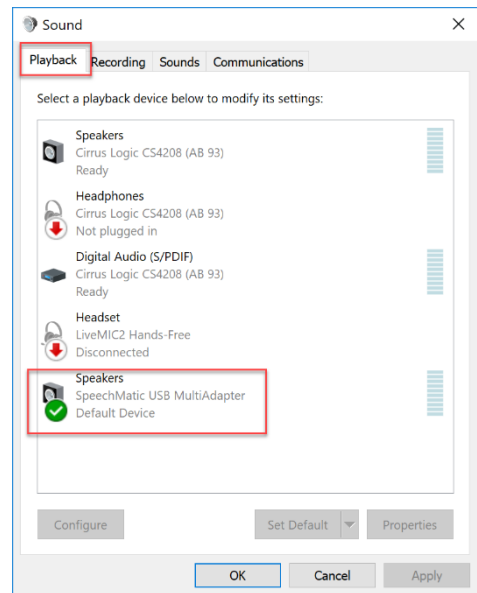 Sound
Playback Recording Sounds Communications
Select a playback device below to modify its settings:
Speakers
Cirrus Logic CS4208 (AB 93)
Ready
Headphones
Cirrus Logic CS4208 (AB 93)
Not plugged in
Digital Audio (S/PDIF)
Cirrus Logic CS4208 (AB 93)
Ready
Headset
LiveMIC2 Hands-Free
Disconnected
Speakers
SpeechMatic USB MultiAdapter
Default Device
Configure Set Default Properties
OK Cancel Apply